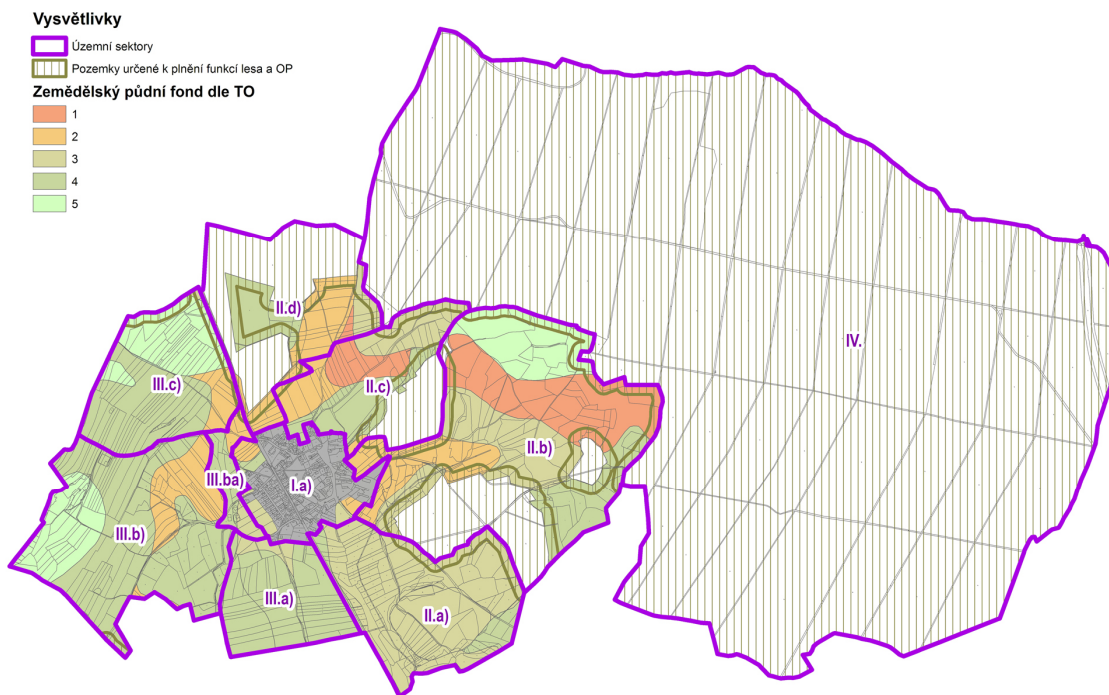 Vysvětlivky
Územní sektory
Pozemky určené k plnění funkcí lesa a OP
Zemědělský půdní fond dle TO
1
2
3
4
5
II.d)
IV.
III.c)
II.c)
II.b)
III.ba)
I.a)
III.b)
III.a)
II.a)